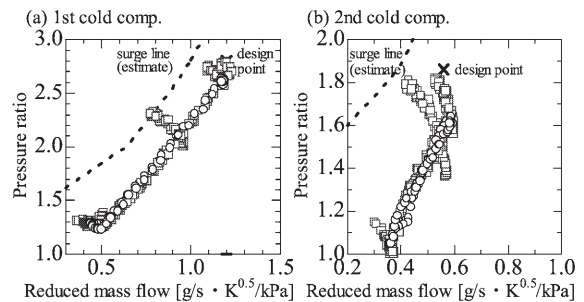 (a) 1st cold comp.
3.0
2.5
2.0
1.5
1.0
0.5
1.0
1.5
Pressure ratio
surge line
(estimate)
design
point
Reduced mass flow [g/s・K^0.5/kPa]
(b) 2nd cold comp.
2.0
1.8
1.6
1.4
1.2
1.0
0.2
0.4
0.6
0.8
Pressure ratio
surge line
(estimate)
design point
Reduced mass flow [g/s・K^0.5/kPa]